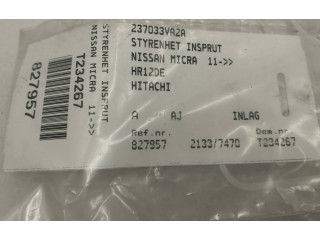 237033VA2A
STYRENHET INSPRUT
NISSAN MICRA 11->>
HR12DE
HITACHI
A AJ INLAG
Ref.nr. Dem.nr
827957 2133/7470 T234267
STYRENHET INSPRUT
NISSAN MICRA 11->>
T234267
827957